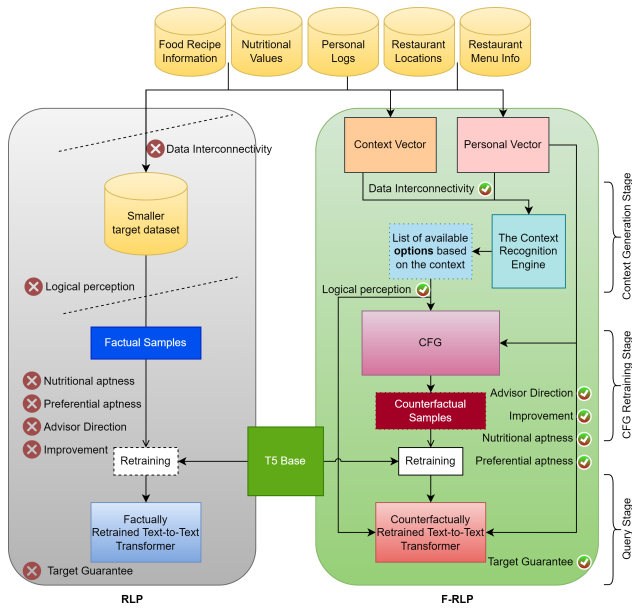 Food Recipe
Information
Nutritional
Values
Personal
Logs
Restaurant
Locations
Restaurant
Menu Info
Data Interconnectivity
Smaller
target dataset
Logical perception
Factual Samples
Nutritional aptness
Preferential aptness
Advisor Direction
Improvement
Retraining
Factually
Retrained Text-to-Text
Transformer
Target Guarantee
RLP
T5 Base
Context Vector
Personal Vector
Data Interconnectivity
List of available
options based
on the context
The Context
Recognition
Engine
Logical perception
CFG
Counterfactual
Samples
Advisor Direction
Improvement
Nutritional aptness
Preferential aptness
Retraining
Counterfactually
Retrained Text-to-Text
Transformer
Target Guarantee
F-RLP
Context Generation Stage
CFG Retraining Stage
Query Stage